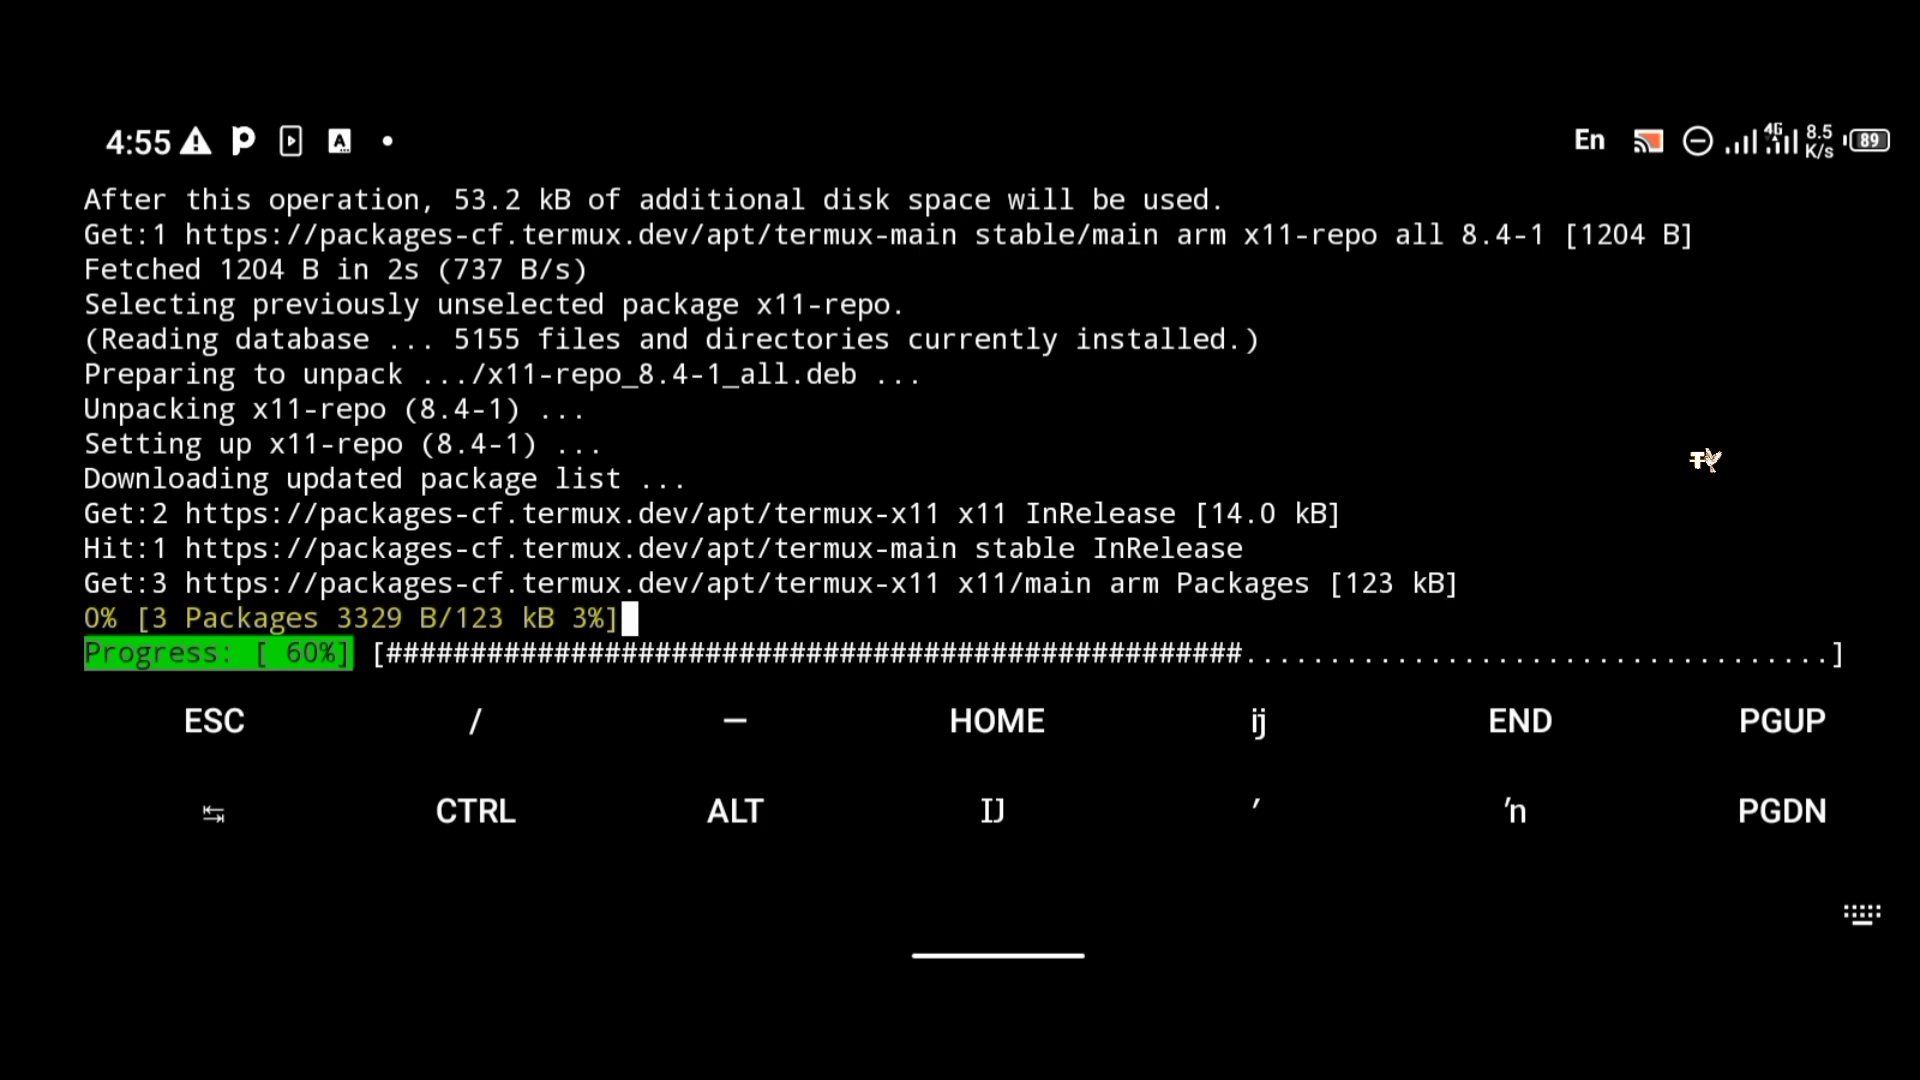 4:55
En 4G 8.5 K/s 89
After this operation, 53.2 kB of additional disk space will be used.
Get:1 https://packages-cf.termux.dev/apt/termux-main stable/main arm x11-repo all 8.4-1 [1204 B]
Fetched 1204 B in 2s (737 B/s)
Selecting previously unselected package x11-repo.
(Reading database ... 5155 files and directories currently installed.)
Preparing to unpack .../x11-repo_8.4-1_all.deb ...
Unpacking x11-repo (8.4-1) ...
Setting up x11-repo (8.4-1) ...
Downloading updated package list ...
Get:2 https://packages-cf.termux.dev/apt/termux-x11 x11 InRelease [14.0 kB]
Hit:1 https://packages-cf.termux.dev/apt/termux-main stable InRelease
Get:3 https://packages-cf.termux.dev/apt/termux-x11 x11/main arm Packages [123 kB]
0% [3 Packages 3329 B/123 kB 3%]
Progress: [ 60%] [###################################################...................................]
ESC / — HOME ij END PGUP
CTRL ALT IJ ′ ŉ PGDN